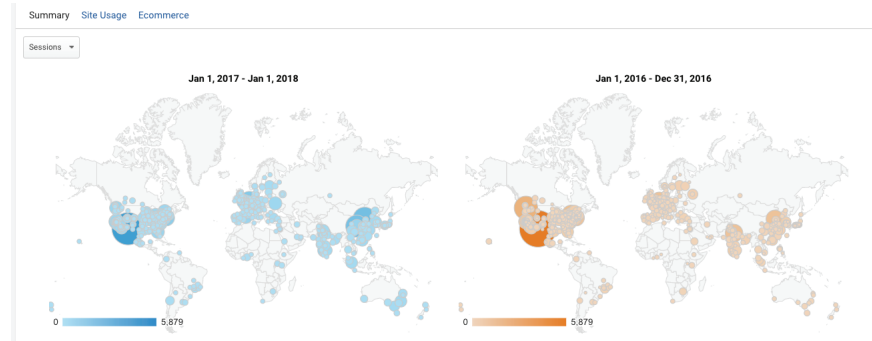 Summary Site Usage Ecommerce
Sessions
Jan 1, 2017 - Jan 1, 2018
Jan 1, 2016 - Dec 31, 2016
0 5,879
0 5,879